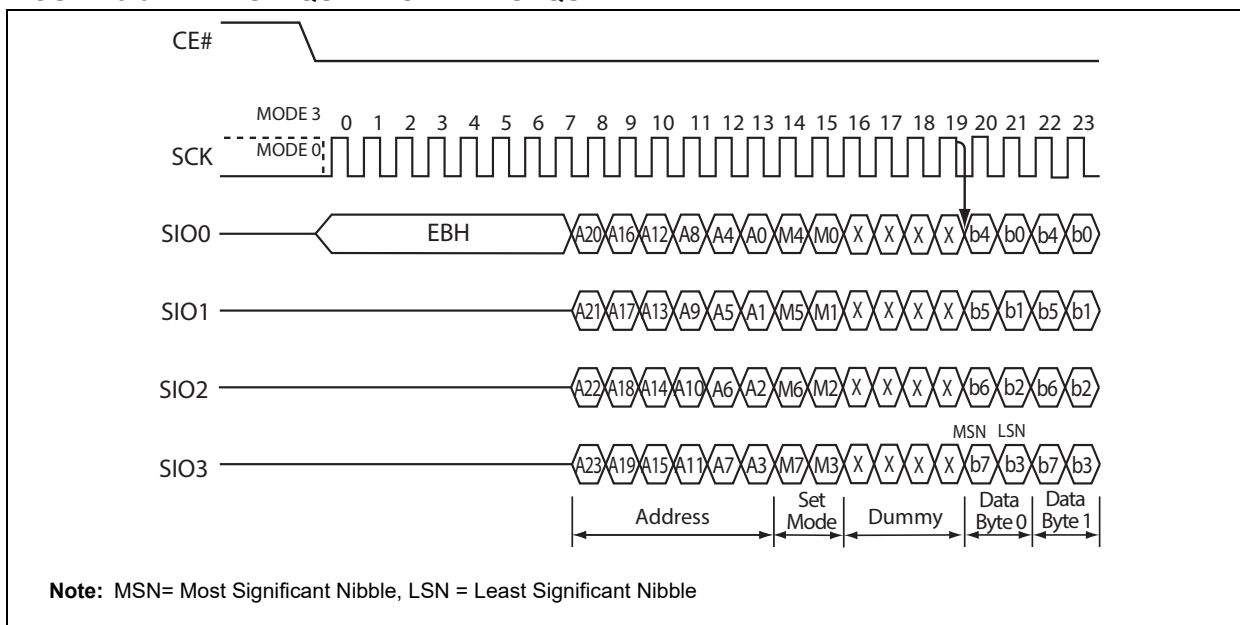 CE#
MODE 3
0 1 2 3 4 5 6 7 8 9 10 11 12 13 14 15 16 17 18 19 20 21 22 23
SCK
MODE 0
SIO0
EBH
A20 A16 A12 A8 A4 A0 M4 M0 X X X X b4 b0 b4 b0
SIO1
A21 A17 A13 A9 A5 A1 M5 M1 X X X X b5 b1 b5 b1
SIO2
A22 A18 A14 A10 A6 A2 M6 M2 X X X X b6 b2 b6 b2
MSN LSN
SIO3
A23 A19 A15 A11 A7 A3 M7 M3 X X X X b7 b3 b7 b3
Address
Set
Mode
Dummy
Data
Byte 0
Data
Byte 1
Note: MSN= Most Significant Nibble, LSN = Least Significant Nibble